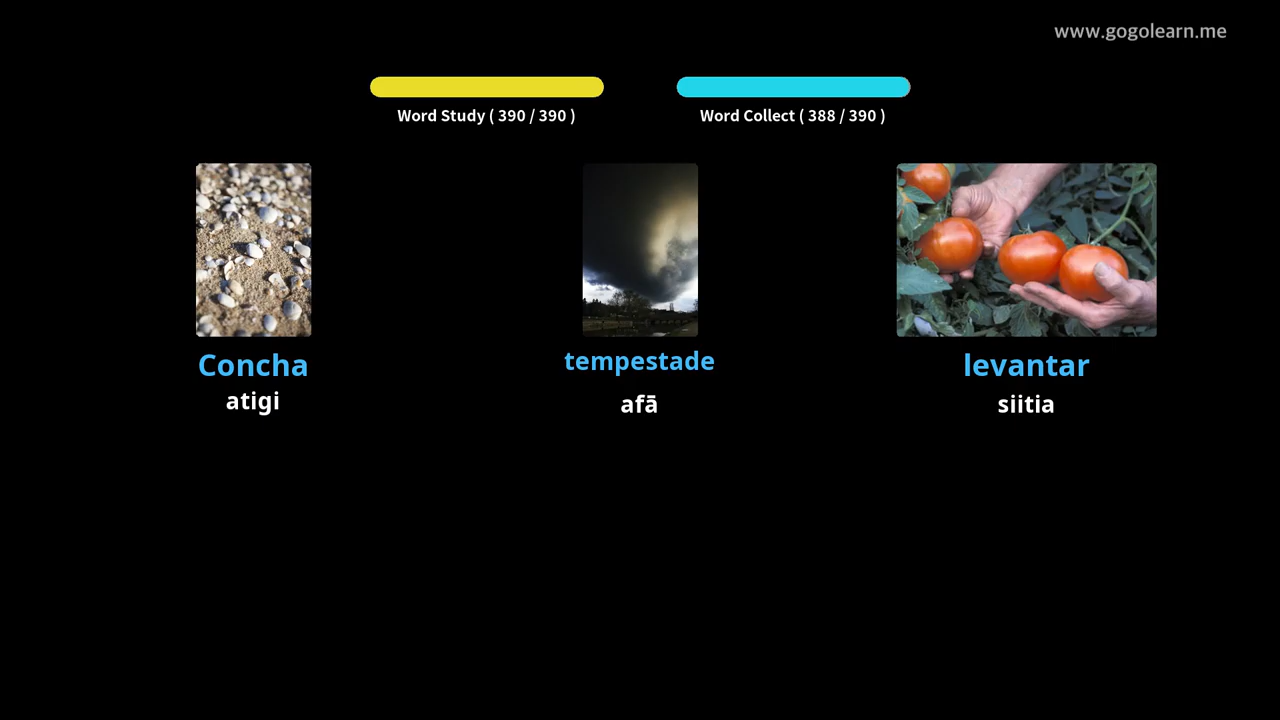 www.gogolearn.me
Word Study ( 390 / 390 )
Word Collect ( 388 / 390 )
Concha
atigi
tempestade
afā
levantar
siitia